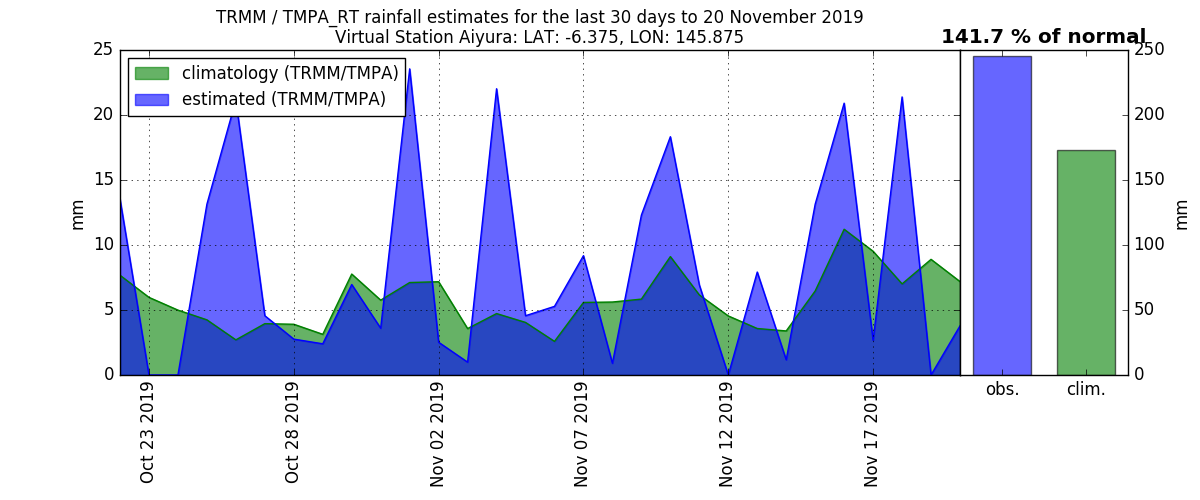 TRMM / TMPA_RT rainfall estimates for the last 30 days to 20 November 2019
Virtual Station Aiyura: LAT: -6.375, LON: 145.875
141.7 % of normal
climatology (TRMM/TMPA)
estimated (TRMM/TMPA)
25
20
15
10
5
0
mm
Oct 23 2019
Oct 28 2019
Nov 02 2019
Nov 07 2019
Nov 12 2019
Nov 17 2019
250
200
150
100
50
0
mm
obs.
clim.